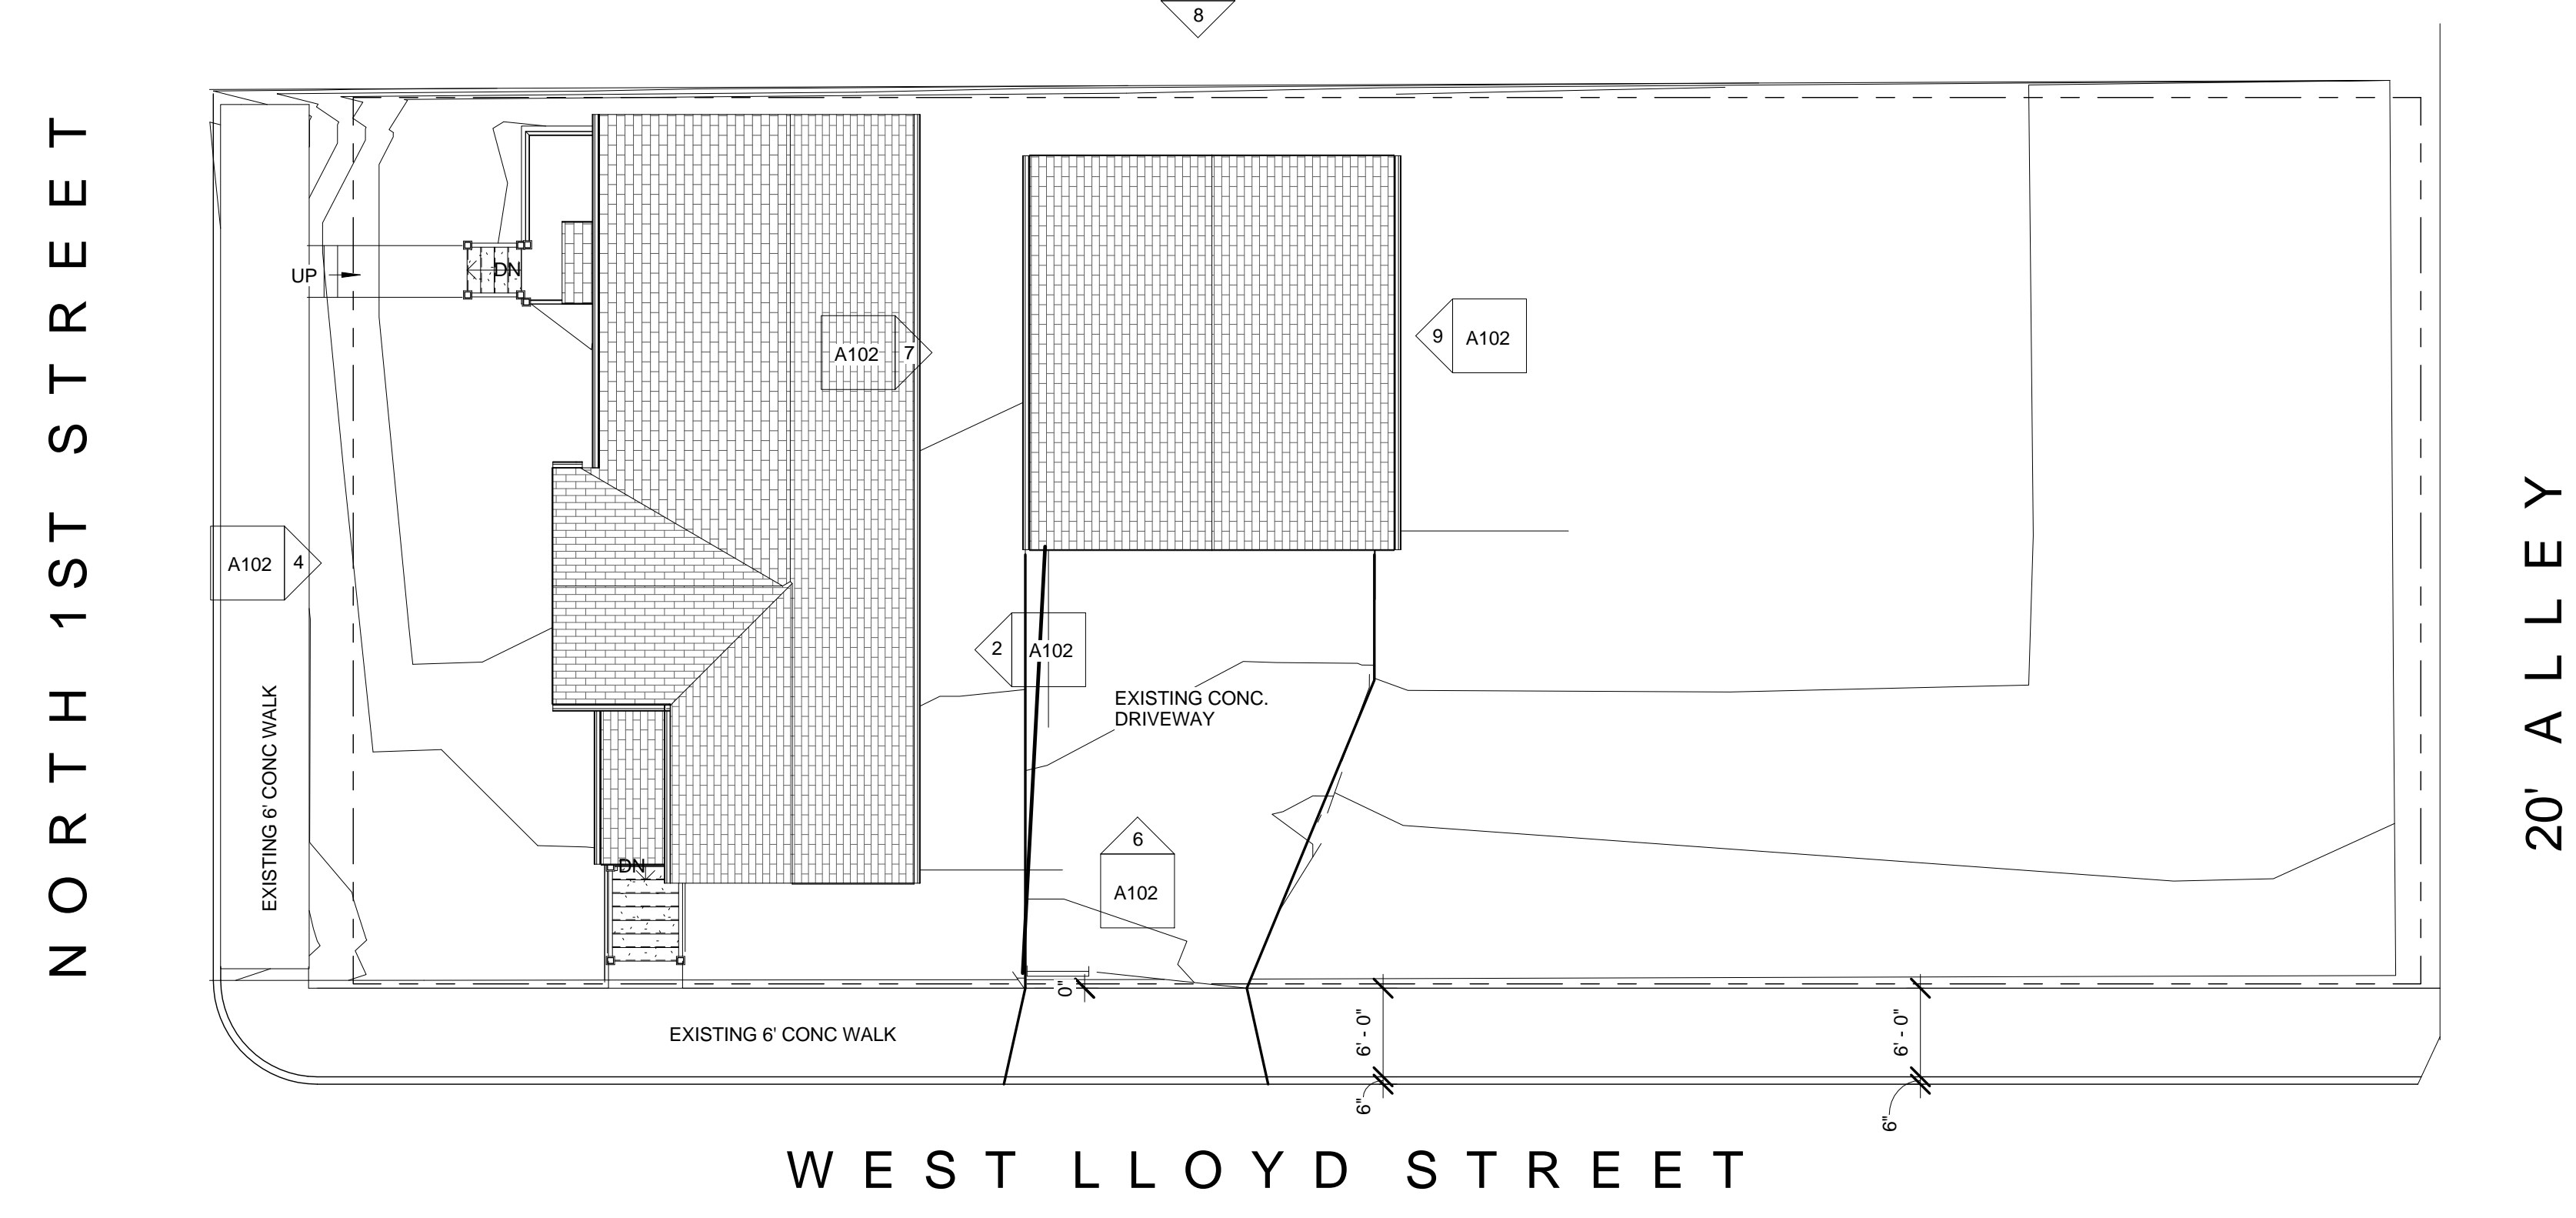 8
NORTH 1ST STREET
UP
DN
A102 7
9 A102
A102 4
2 A102
EXISTING CONC.
DRIVEWAY
EXISTING 6' CONC WALK
DN
6
A102
20' ALLEY
0"
EXISTING 6' CONC WALK
6' - 0"
6' - 0"
6"
6"
WEST LLOYD STREET